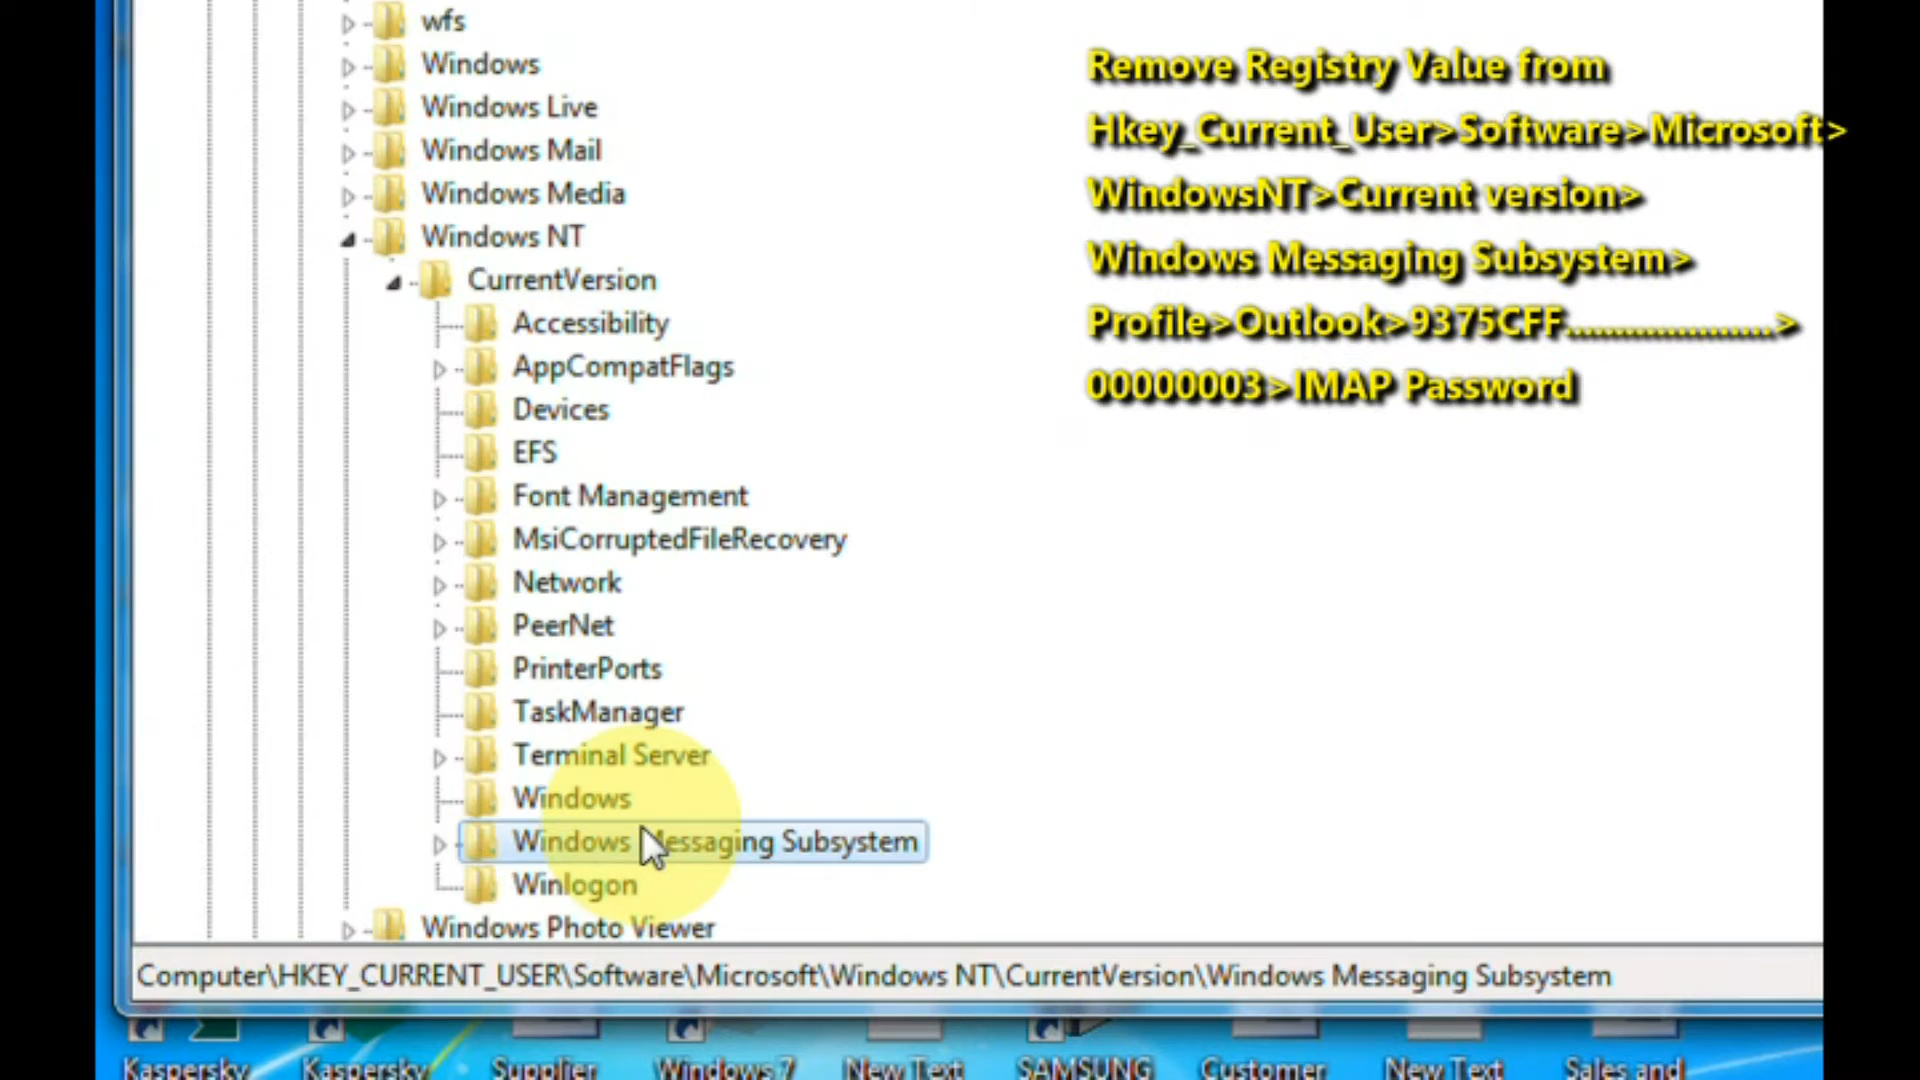 wfs
Windows
Windows Live
Windows Mail
Windows Media
Windows NT
CurrentVersion
Accessibility
AppCompatFlags
Devices
EFS
Font Management
MsiCorruptedFileRecovery
Network
PeerNet
PrinterPorts
TaskManager
Terminal Server
Windows
Windows Messaging Subsystem
Winlogon
Windows Photo Viewer
Remove Registry Value from
Hkey_Current_User>Software>Microsoft>
WindowsNT>Current version>
Windows Messaging Subsystem>
Profile>Outlook>9375CFF.....................>
00000003>IMAP Password
Computer\HKEY_CURRENT_USER\Software\Microsoft\Windows NT\CurrentVersion\Windows Messaging Subsystem
Kaspersky Kaspersky Supplier Windows 7 New Text SAMSUNG Customer New Text Sales and